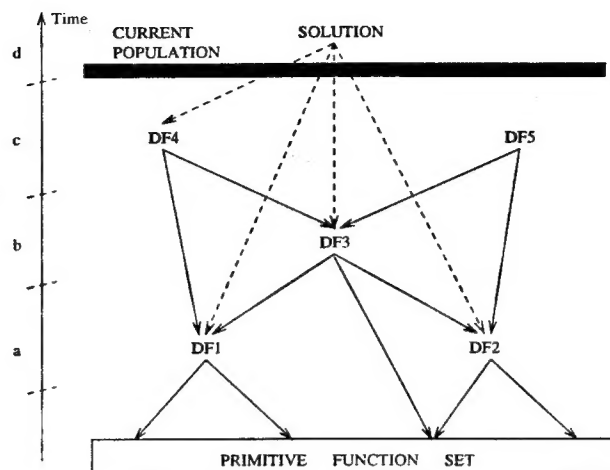 Time
CURRENT POPULATION
SOLUTION
d
DF4
DF5
c
DF3
b
DF1
DF2
a
PRIMITIVE FUNCTION SET